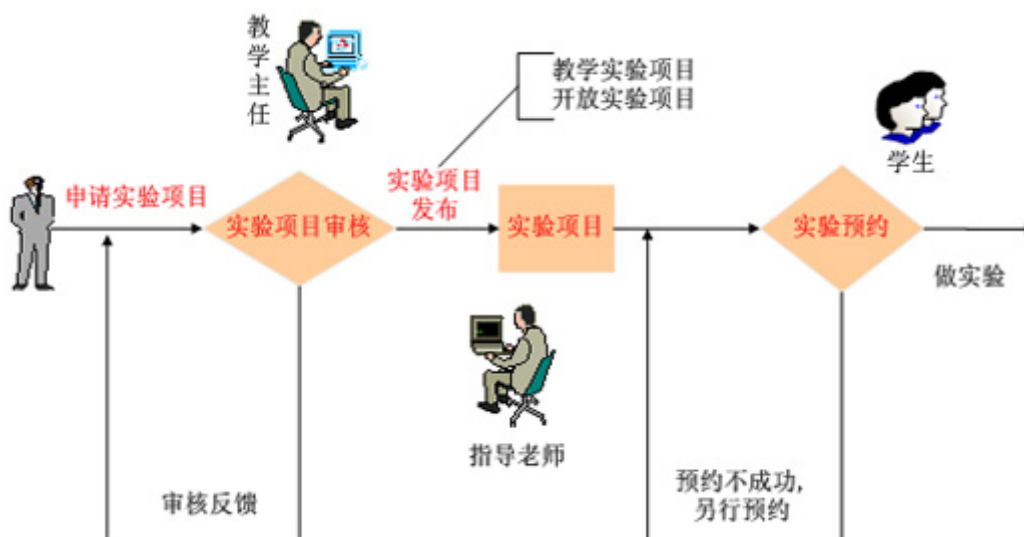 教学主任
教学实验项目
开放实验项目
学生
申请实验项目
实验项目审核
实验项目
发布
实验项目
实验预约
做实验
指导老师
审核反馈
预约不成功,
另行预约